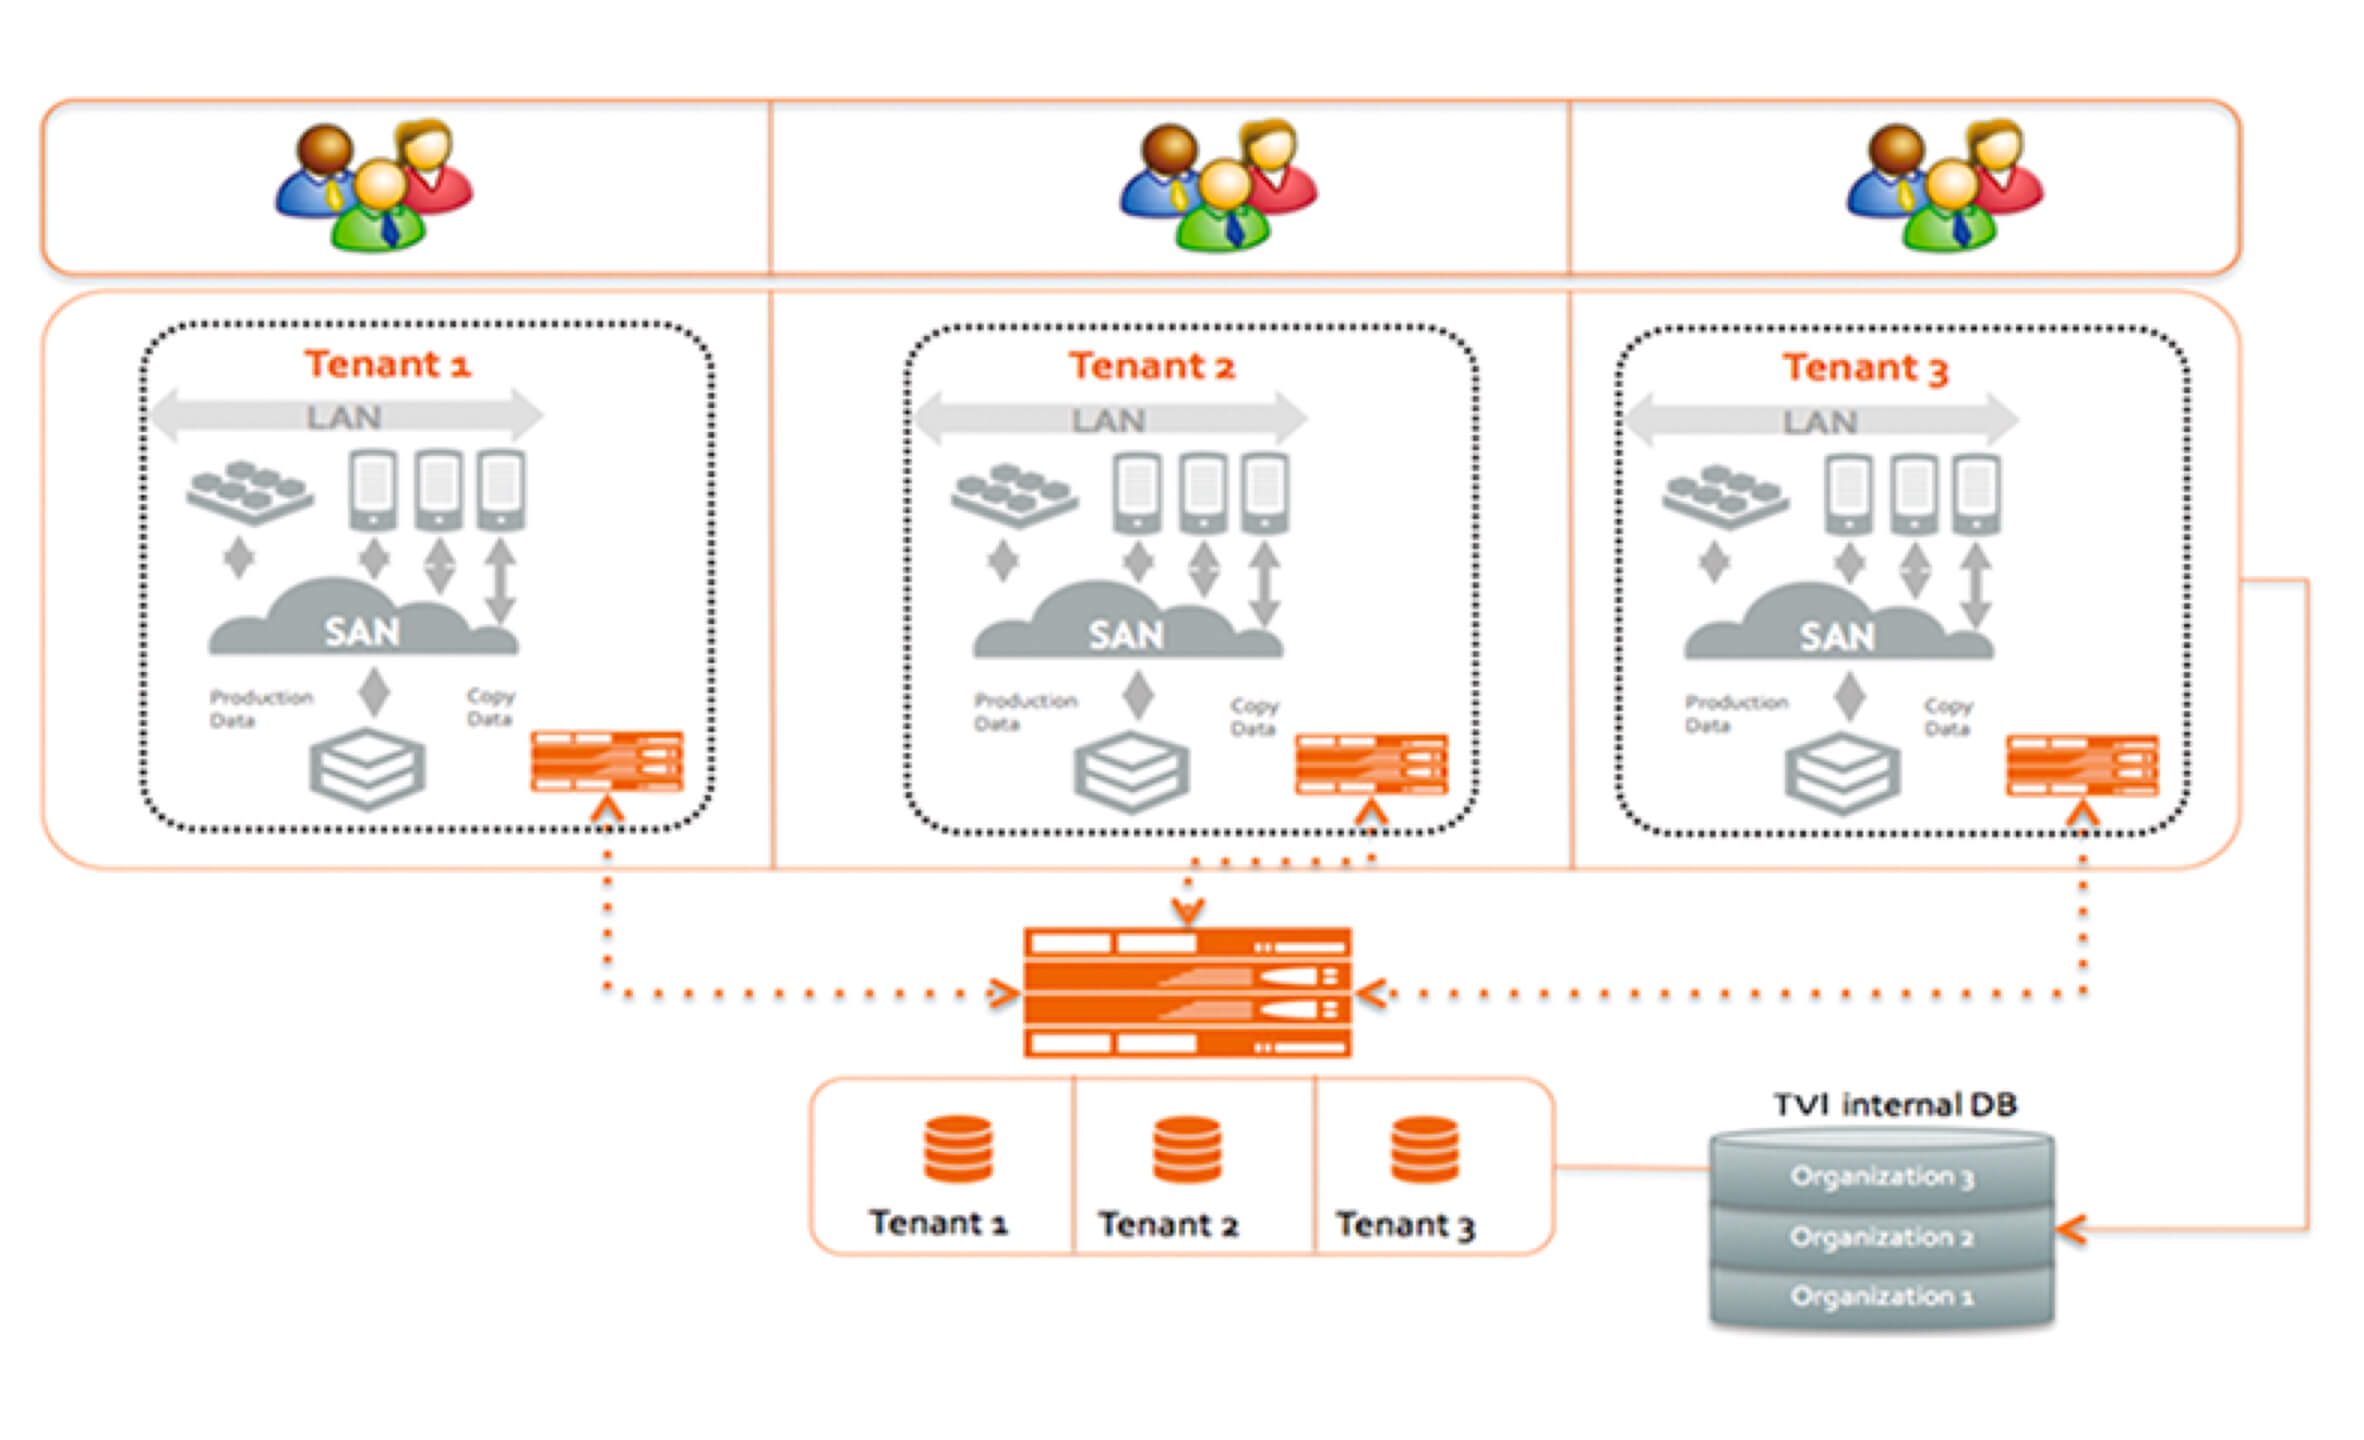 Tenant 1
LAN
SAN
Production
Data
Copy
Data
Tenant 2
LAN
SAN
Production
Data
Copy
Data
Tenant 3
LAN
SAN
Production
Data
Copy
Data
Tenant 1
Tenant 2
Tenant 3
TVI internal DB
Organization 3
Organization 2
Organization 1